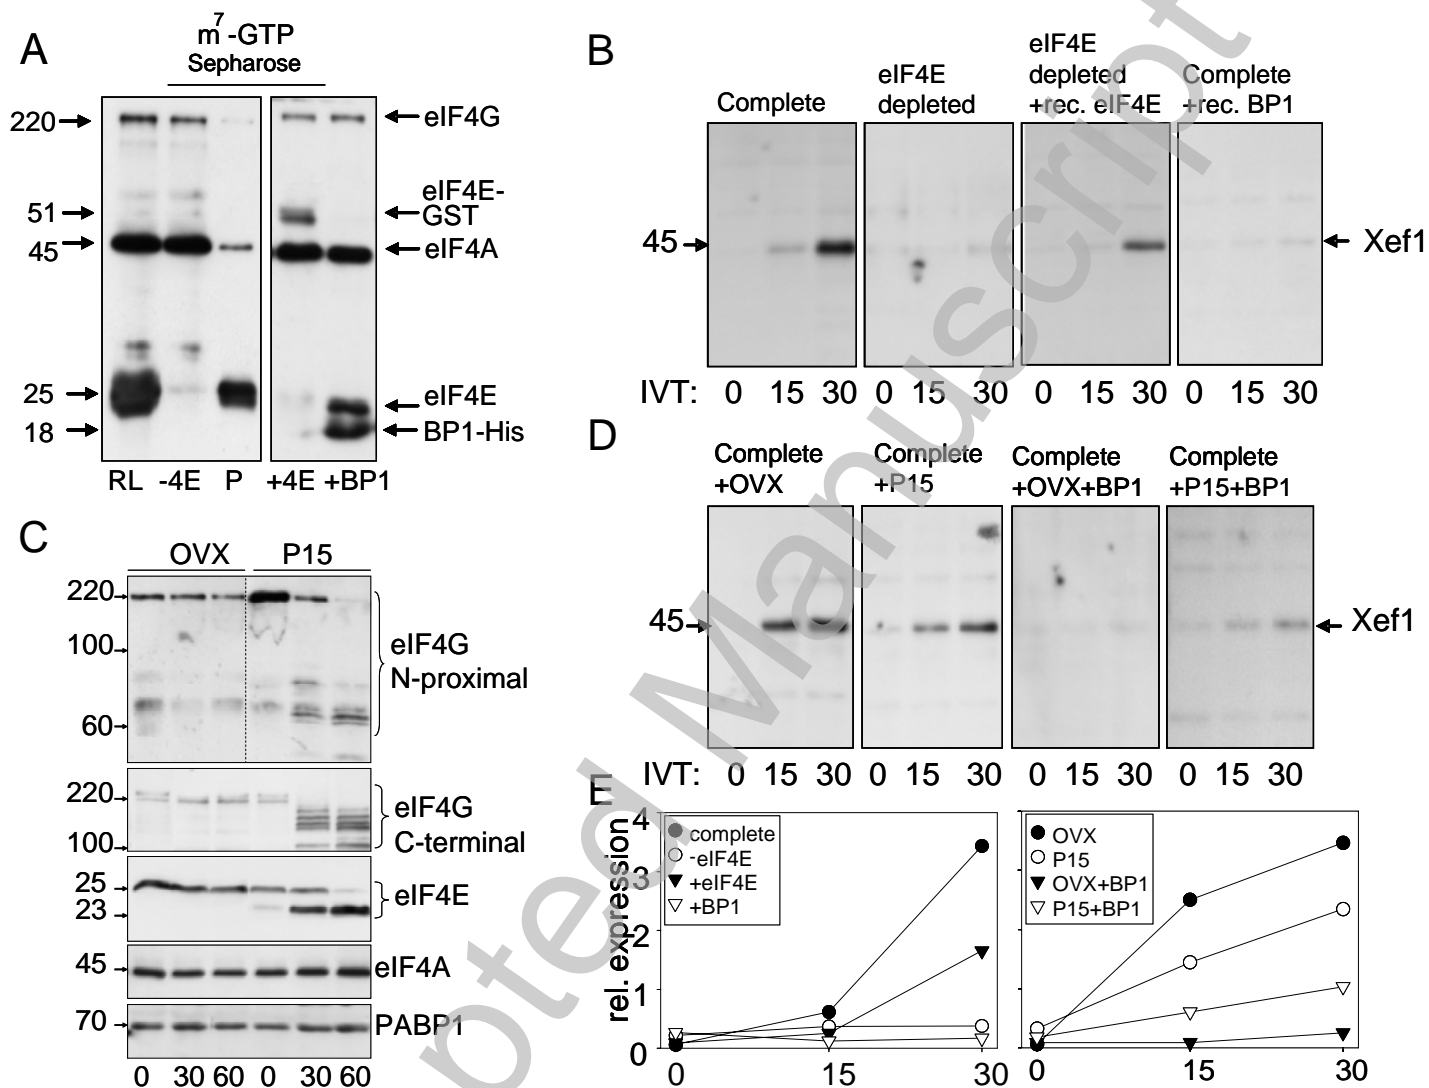 A
m7-GTP
Sepharose
220
51
45
25
18
eIF4G
eIF4E-
GST
eIF4A
eIF4E
BP1-His
RL -4E P +4E +BP1
B
Complete
eIF4E
depleted
eIF4E
depleted
+rec. eIF4E
Complete
+rec. BP1
45
Xef1
IVT: 0 15 30 0 15 30 0 15 30 0 15 30
C
OVX P15
220
100
60
eIF4G
N-proximal
220
100
eIF4G
C-terminal
25
23
eIF4E
45
eIF4A
70
PABP1
0 30 60 0 30 60
D
Complete
+OVX
Complete
+P15
Complete
+OVX+BP1
Complete
+P15+BP1
45
Xef1
IVT: 0 15 30 0 15 30 0 15 30 0 15 30
E
rel. expression
4
3
2
1
0
complete
-eIF4E
+eIF4E
+BP1
0 15 30
OVX
P15
OVX+BP1
P15+BP1
0 15 30
pted Manuscript